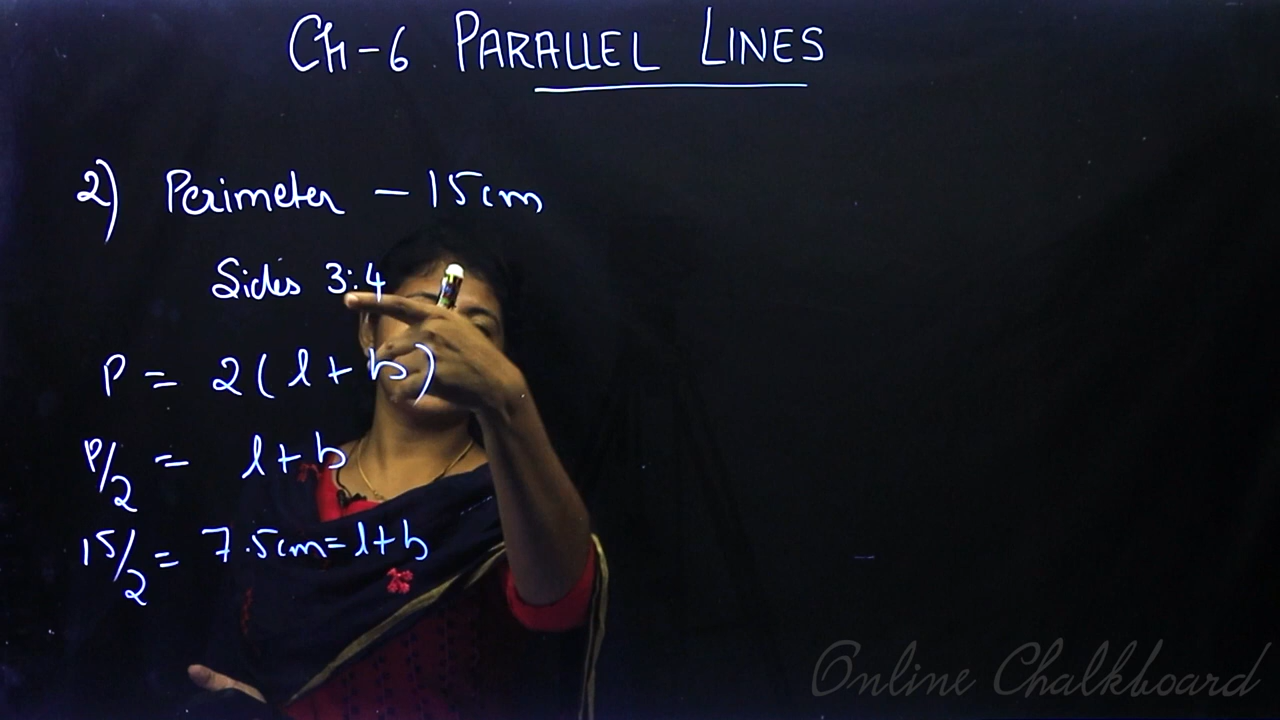 Ch-6 PARALLEL LINES
2) Perimeter - 15cm
Sides 3:4
P = 2(l+b)
P/2 = l+b
15/2 = 7.5cm=l+b
Online Chalkboard